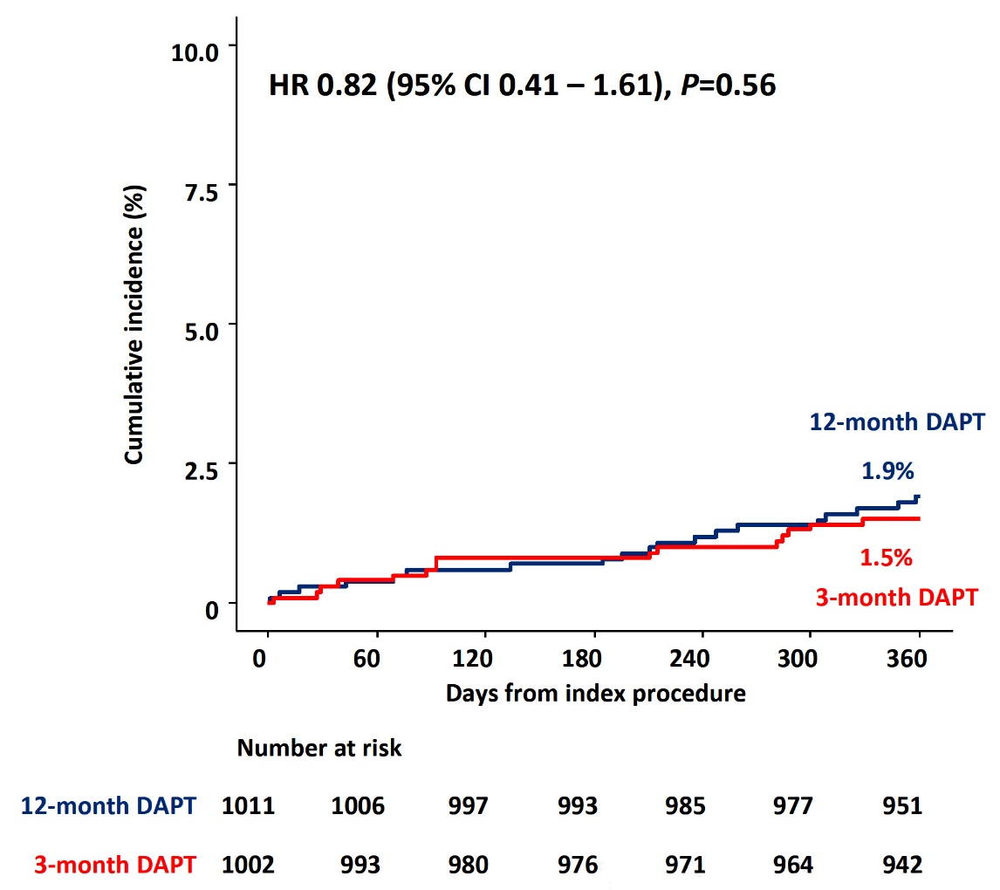 10.0
HR 0.82 (95% CI 0.41 – 1.61), P=0.56
7.5
Cumulative incidence (%)
5.0
12-month DAPT
2.5
1.9%
1.5%
3-month DAPT
0
0 60 120 180 240 300 360
Days from index procedure
Number at risk
12-month DAPT 1011 1006 997 993 985 977 951
3-month DAPT 1002 993 980 976 971 964 942